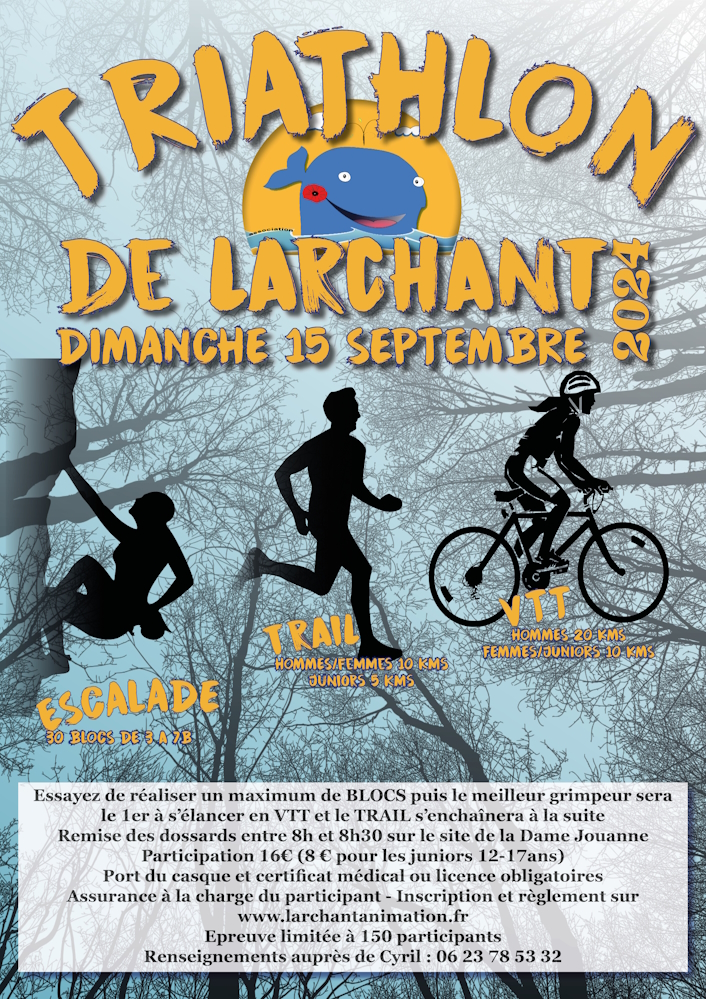 TRIATHLON
association
DE LARCHANT
2024
DIMANCHE 15 SEPTEMBRE
VTT
HOMMES 20 KMS
FEMMES/JUNIORS 10 KMS
TRAIL
HOMMES/FEMMES 10 KMS
JUNIORS 5 KMS
ESCALADE
30 BLOCS DE 3 A 7B
Essayez de réaliser un maximum de BLOCS puis le meilleur grimpeur sera
le 1er à s’élancer en VTT et le TRAIL s’enchaînera à la suite
Remise des dossards entre 8h et 8h30 sur le site de la Dame Jouanne
Participation 16€ (8 € pour les juniors 12-17ans)
Port du casque et certificat médical ou licence obligatoires
Assurance à la charge du participant - Inscription et règlement sur
www.larchantanimation.fr
Epreuve limitée à 150 participants
Renseignements auprès de Cyril : 06 23 78 53 32